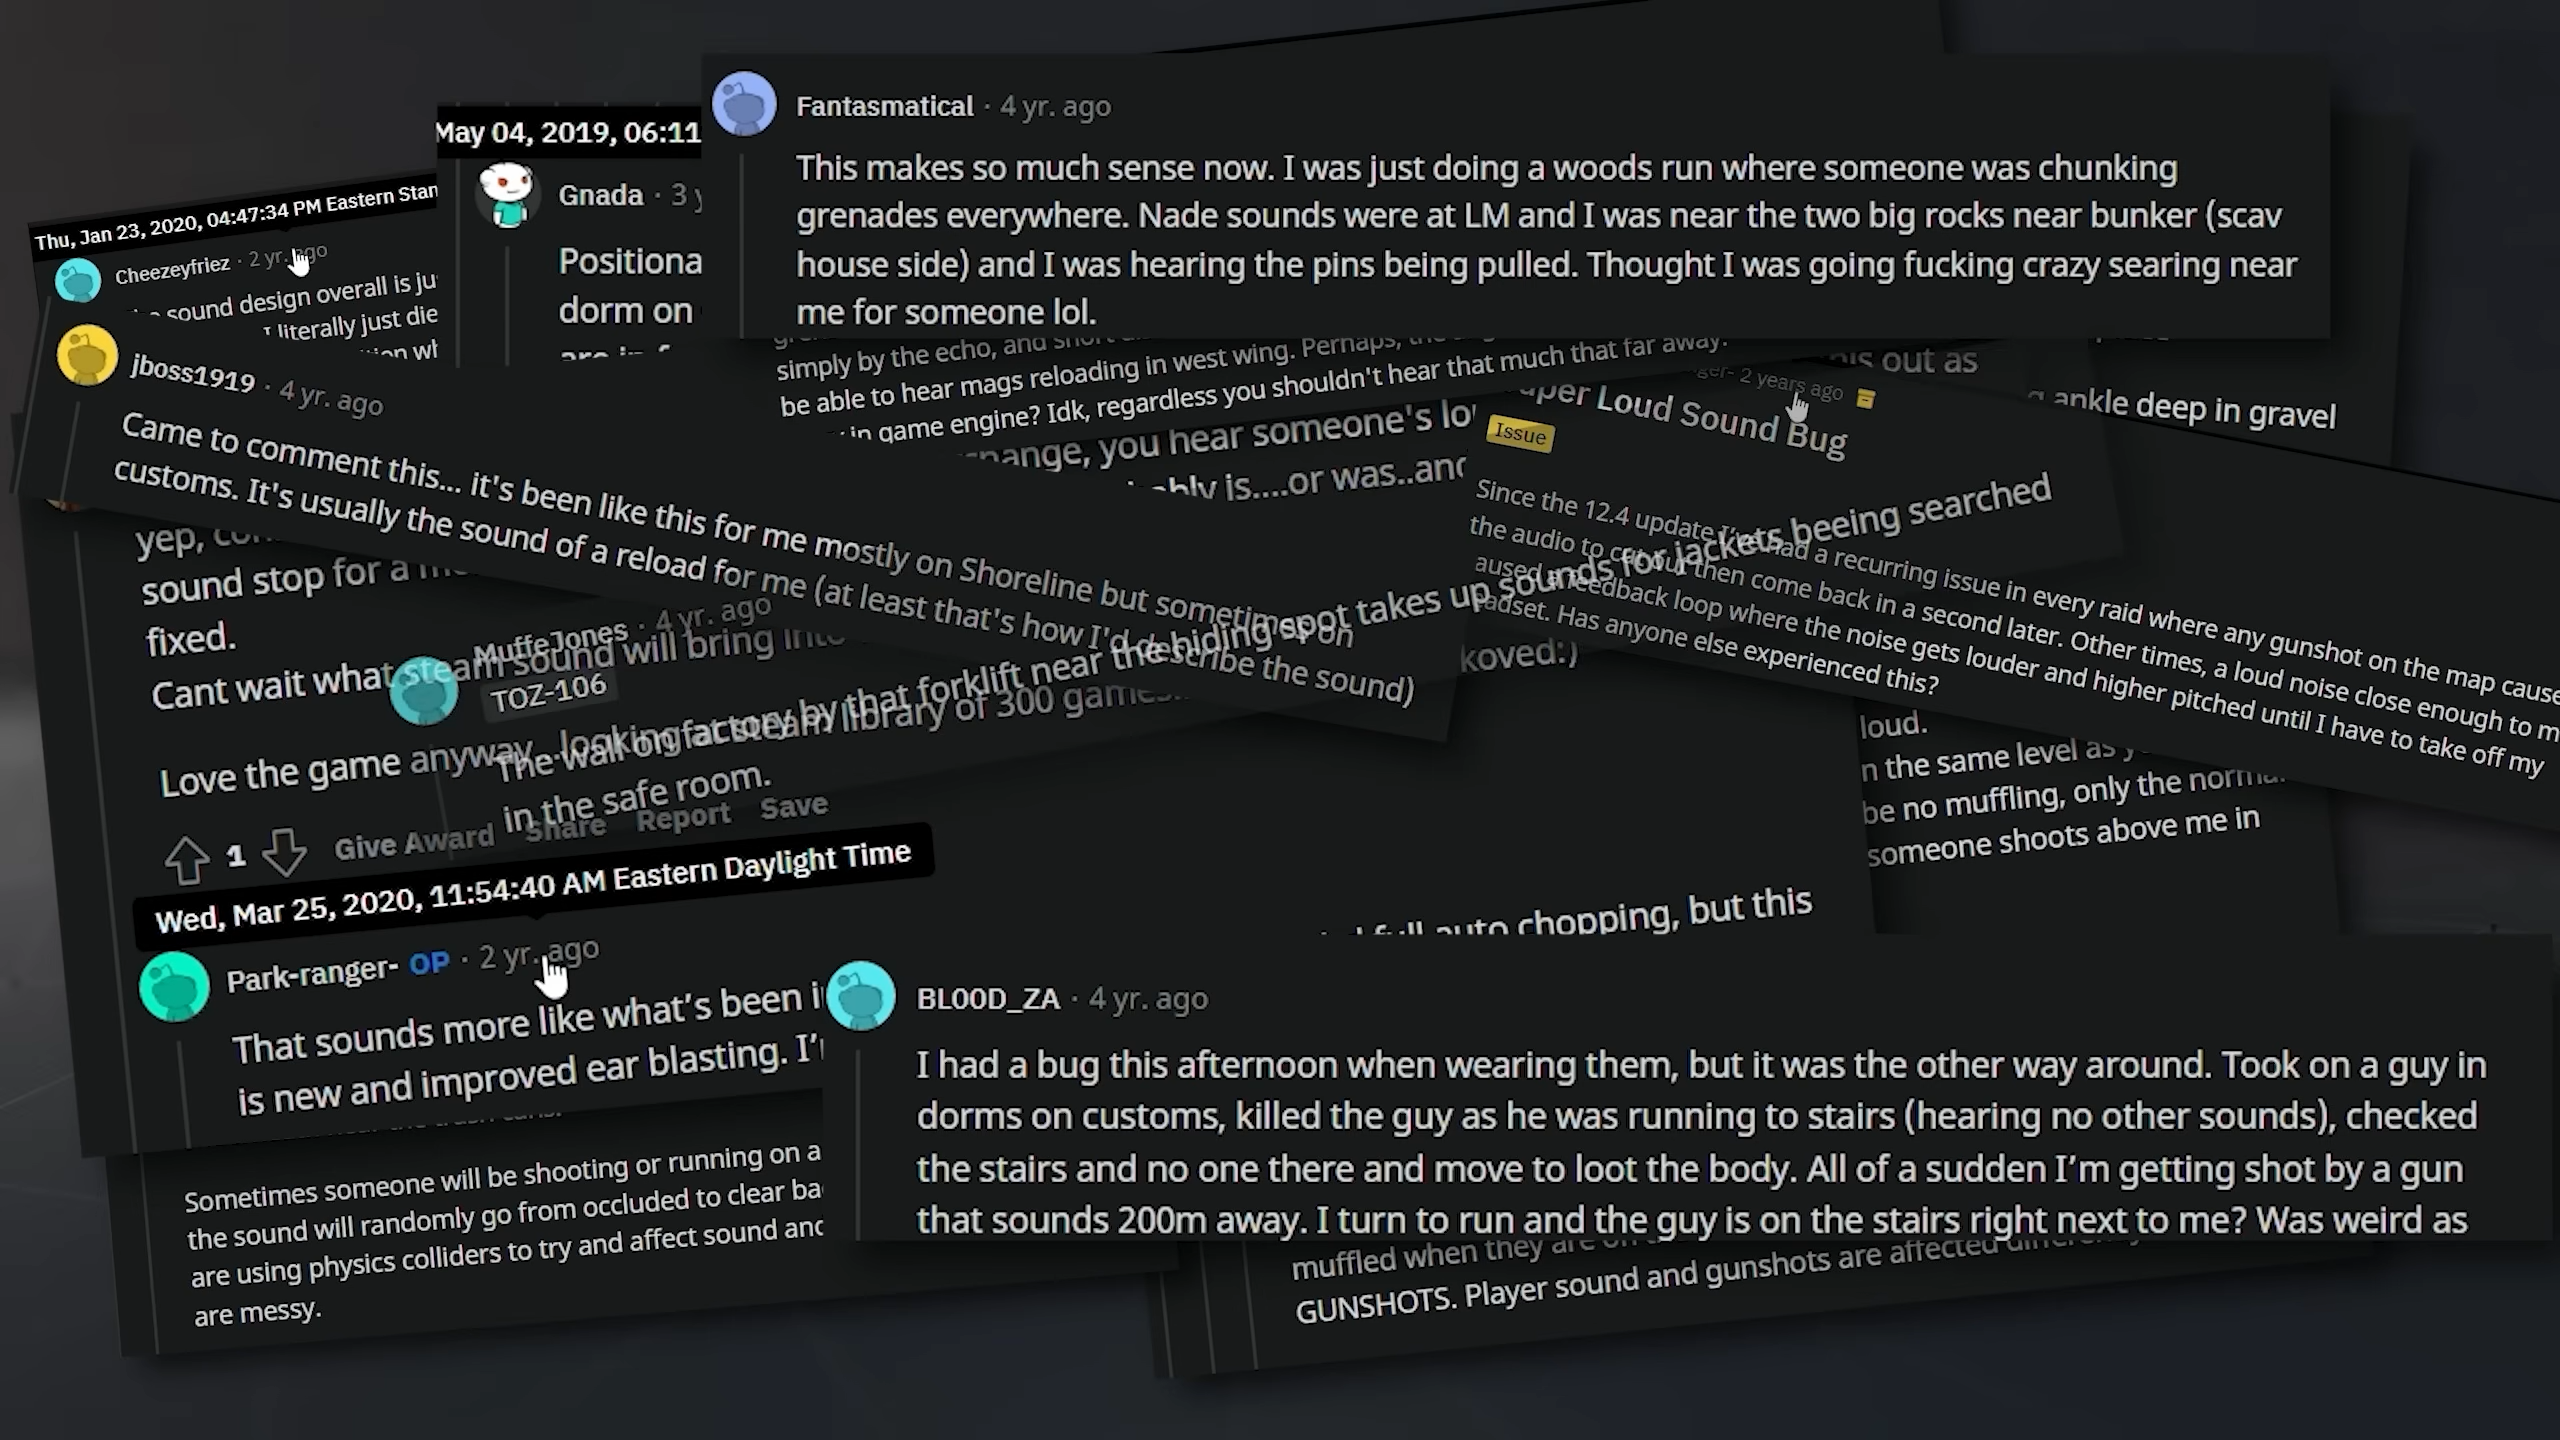 Fantasmatical · 4 yr. ago
This makes so much sense now. I was just doing a woods run where someone was chunking
grenades everywhere. Nade sounds were at LM and I was near the two big rocks near bunker (scav
house side) and I was hearing the pins being pulled. Thought I was going fucking crazy searing near
me for someone lol.
May 04, 2019, 06:11
Gnada · 3
Positiona
dorm on
Thu, Jan 23, 2020, 04:47:34 PM Eastern Stan
Cheezeyfriez · 2 yr. ago
sound design overall is ju
I literally just die
jboss1919 · 4 yr. ago
Came to comment this... it's been like this for me mostly on Shoreline but sometimes on
customs. It's usually the sound of a reload for me (at least that's how I'd describe the sound)
simply by the echo, and
be able to hear mags reloading in west wing. Perhaps,
in game engine? Idk, regardless you shouldn't hear that much that far away.
you hear someone's
is....or was..and
out as
ankle deep in gravel
2 years ago
Loud Sound Bug
Issue
Since the 12.4 update I've had a recurring issue in every raid where any gunshot on the map cause
the audio to cut out then come back in a second later. Other times, a loud noise close enough to m
feedback loop where the noise gets louder and higher pitched until I have to take off my
Has anyone else experienced this?
yep,
sound stop for a
fixed.
Cant wait what steam sound will bring into
koved:)
Love the game anyway...looking at steam library of 300 games...
1 Give Award Share Report Save
MuffeJones · 4 yr. ago
TOZ-106
The wall on factory by that forklift near the hiding spot takes up sounds for jackets beeing searched
in the safe room.
loud.
n the same level as
be no muffling, only the
someone shoots above me in
full auto chopping, but this
Wed, Mar 25, 2020, 11:54:40 AM Eastern Daylight Time
Park-ranger- OP · 2 yr. ago
That sounds more like what's been
is new and improved ear blasting.
BL00D_ZA · 4 yr. ago
I had a bug this afternoon when wearing them, but it was the other way around. Took on a guy in
dorms on customs, killed the guy as he was running to stairs (hearing no other sounds), checked
the stairs and no one there and move to loot the body. All of a sudden I'm getting shot by a gun
that sounds 200m away. I turn to run and the guy is on the stairs right next to me? Was weird as
Sometimes someone will be shooting or running on a
the sound will randomly go from occluded to clear
are using physics colliders to try and affect sound and
are messy.
muffled when they are on
GUNSHOTS. Player sound and gunshots are affected